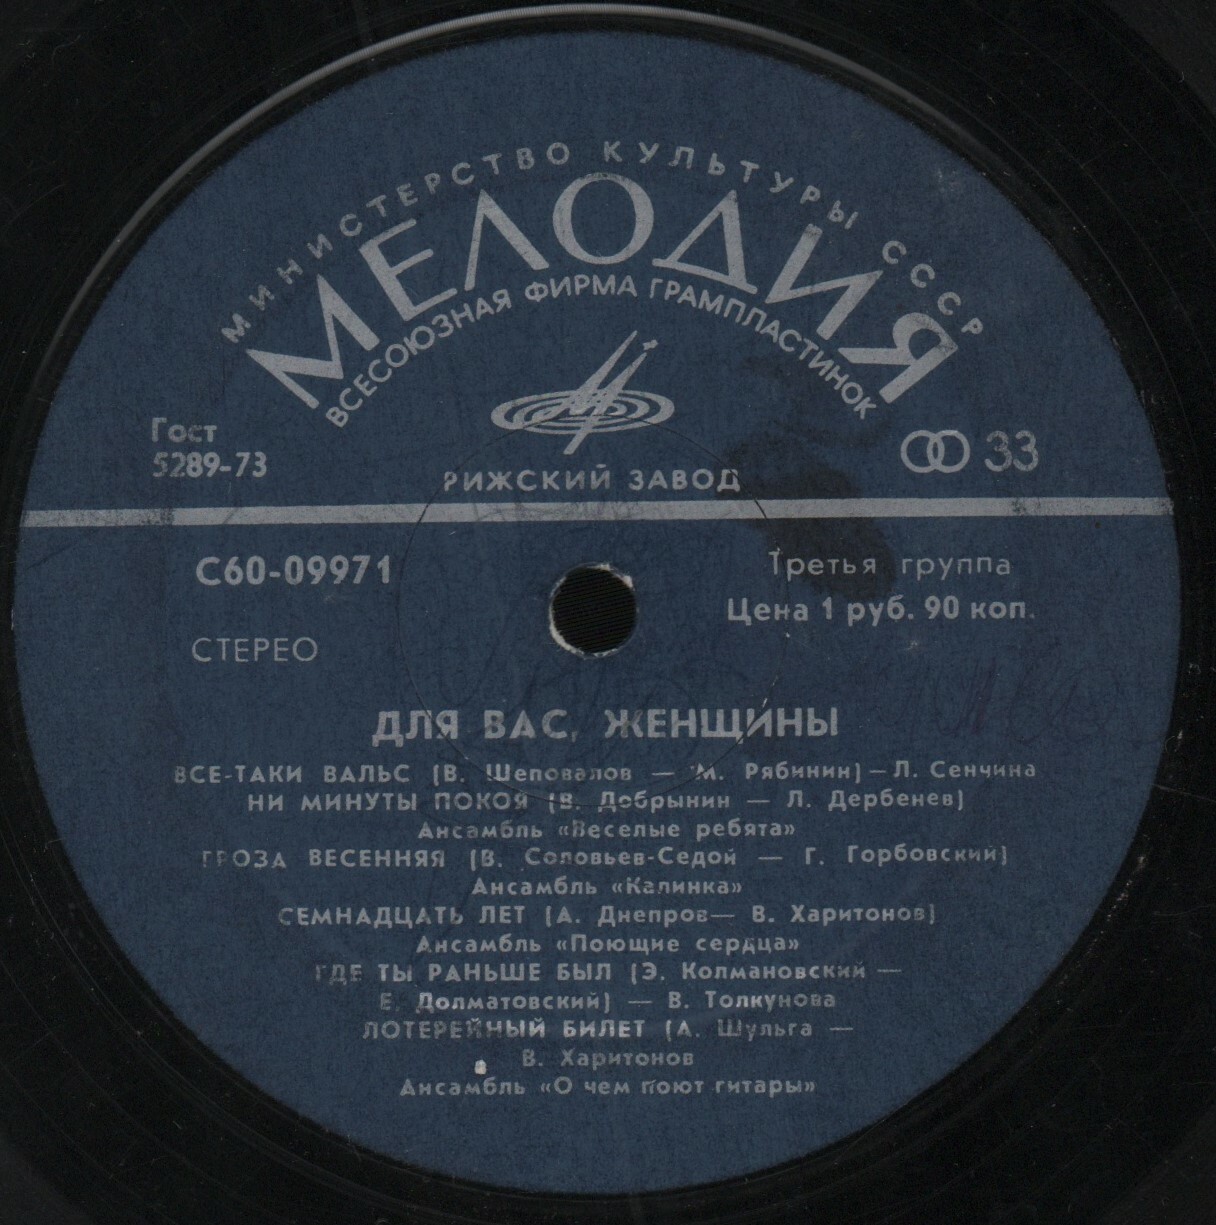 МИНИСТЕРСТВО КУЛЬТУРЫ СССР
МЕЛОДИЯ
ВСЕСОЮЗНАЯ ФИРМА ГРАМПЛАСТИНОК
Гост
5289-73
33
РИЖСКИЙ ЗАВОД
С60-09971
Третья группа
Цена 1 руб. 90 коп.
СТЕРЕО
ДЛЯ ВАС, ЖЕНЩИНЫ
ВСЕ-ТАКИ ВАЛЬС (В. Шеповалов — М. Рябинин) — Л. Сенчина
НИ МИНУТЫ ПОКОЯ (В. Добрынин — Л. Дербенев)
Ансамбль «Веселые ребята»
ГРОЗА ВЕСЕННЯЯ (В. Соловьев-Седой — Г. Горбовский)
Ансамбль «Калинка»
СЕМНАДЦАТЬ ЛЕТ (А. Днепров— В. Харитонов)
Ансамбль «Поющие сердца»
ГДЕ ТЫ РАНЬШЕ БЫЛ (Э. Колмановский —
Е. Долматовский) — В. Толкунова
ЛОТЕРЕЙНЫЙ БИЛЕТ (А. Шульга —
В. Харитонов
Ансамбль «О чем поют гитары»